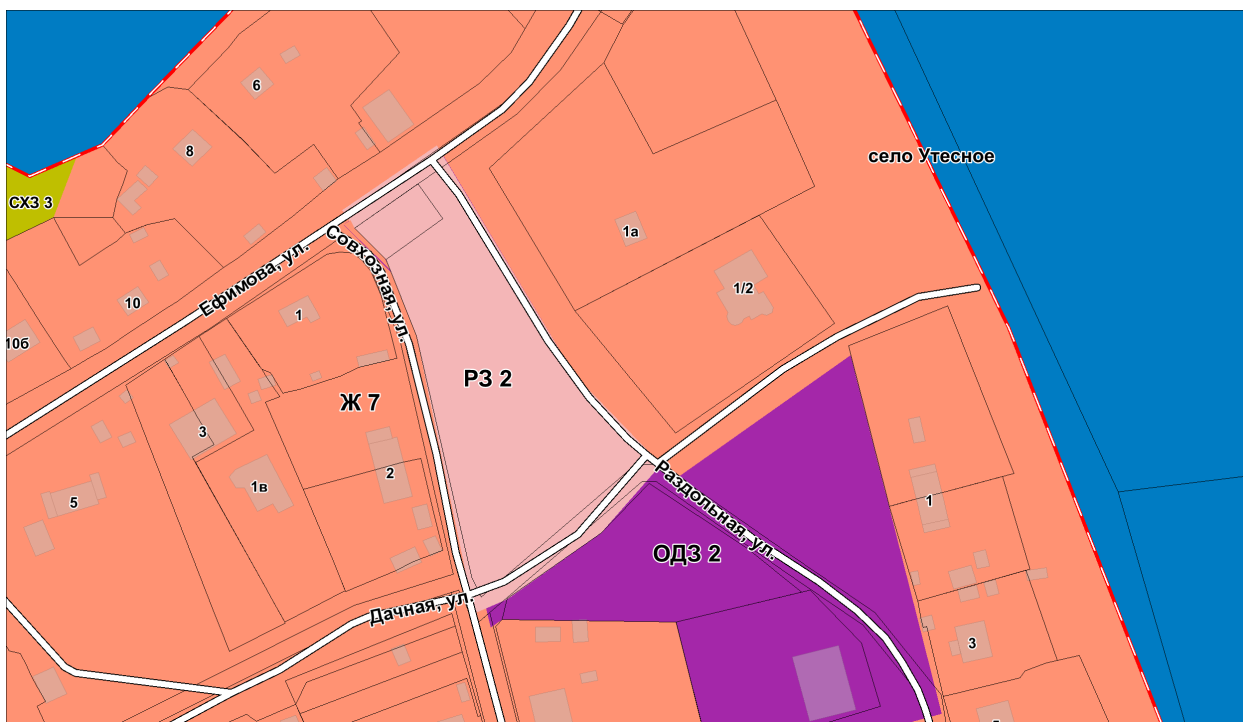 6
8
село Утесное
СХЗ 3
1а
Совхозная, ул.
Ефимова, ул.
1/2
10
1
10б
РЗ 2
Ж 7
3
2
1в
5
Раздольная, ул.
1
ОДЗ 2
Дачная, ул.
3